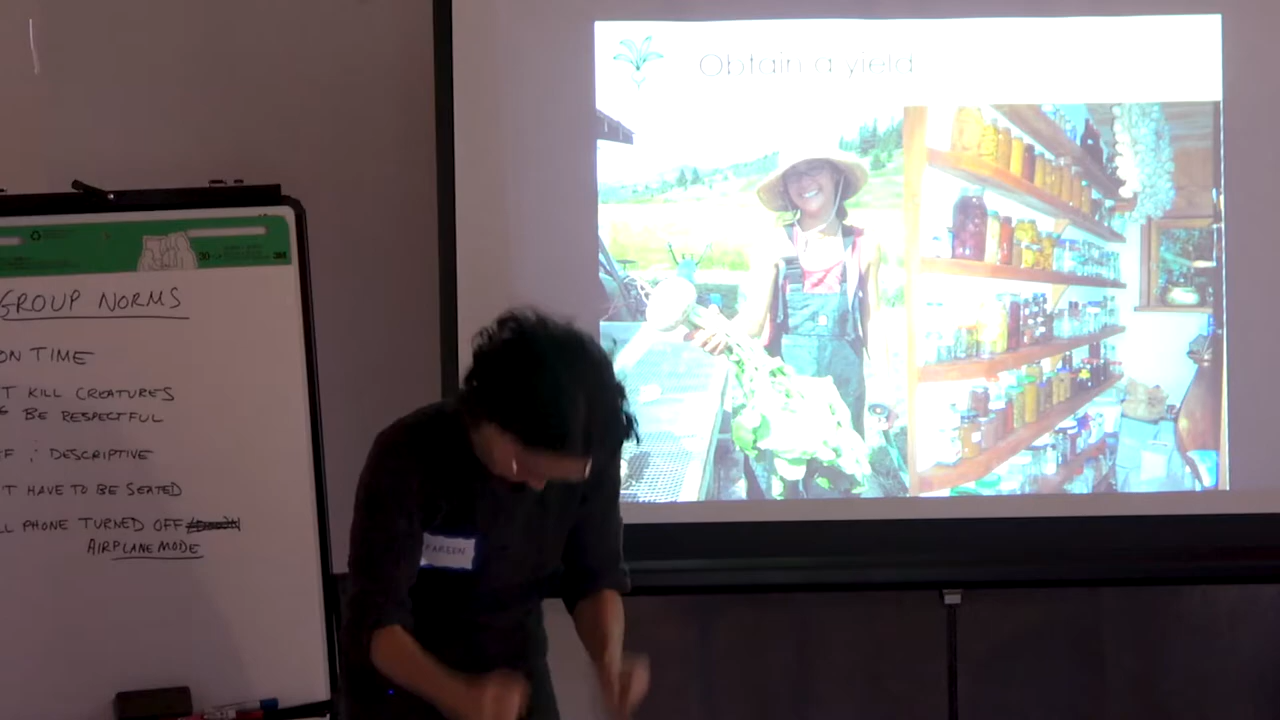 Obtain a yield
GROUP NORMS
ON TIME
T KILL CREATURES
BE RESPECTFUL
F ; DESCRIPTIVE
T HAVE TO BE SEATED
LL PHONE TURNED OFF
AIRPLANE MODE
FAREEN